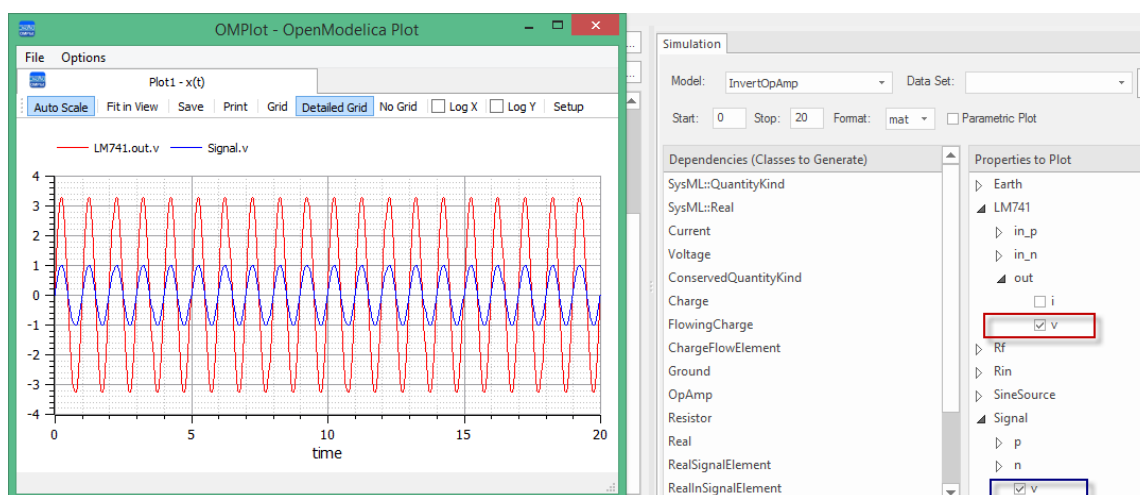 OMPlot - OpenModelica Plot
File Options
Plot1 - x(t)
Auto Scale Fit in View Save Print Grid Detailed Grid No Grid Log X Log Y Setup
LM741.out.v Signal.v
4
3
2
1
0
-1
-2
-3
-4
0 5 10 15 20
time
...
...
Simulation
Model: InvertOpAmp Data Set:
Start: 0 Stop: 20 Format: mat Parametric Plot
Dependencies (Classes to Generate)
SysML::QuantityKind
SysML::Real
Current
Voltage
ConservedQuantityKind
Charge
FlowingCharge
ChargeFlowElement
Ground
OpAmp
Resistor
Real
RealSignalElement
RealInSignalElement
Properties to Plot
Earth
LM741
in_p
in_n
out
i
v
Rf
Rin
SineSource
Signal
p
n
v